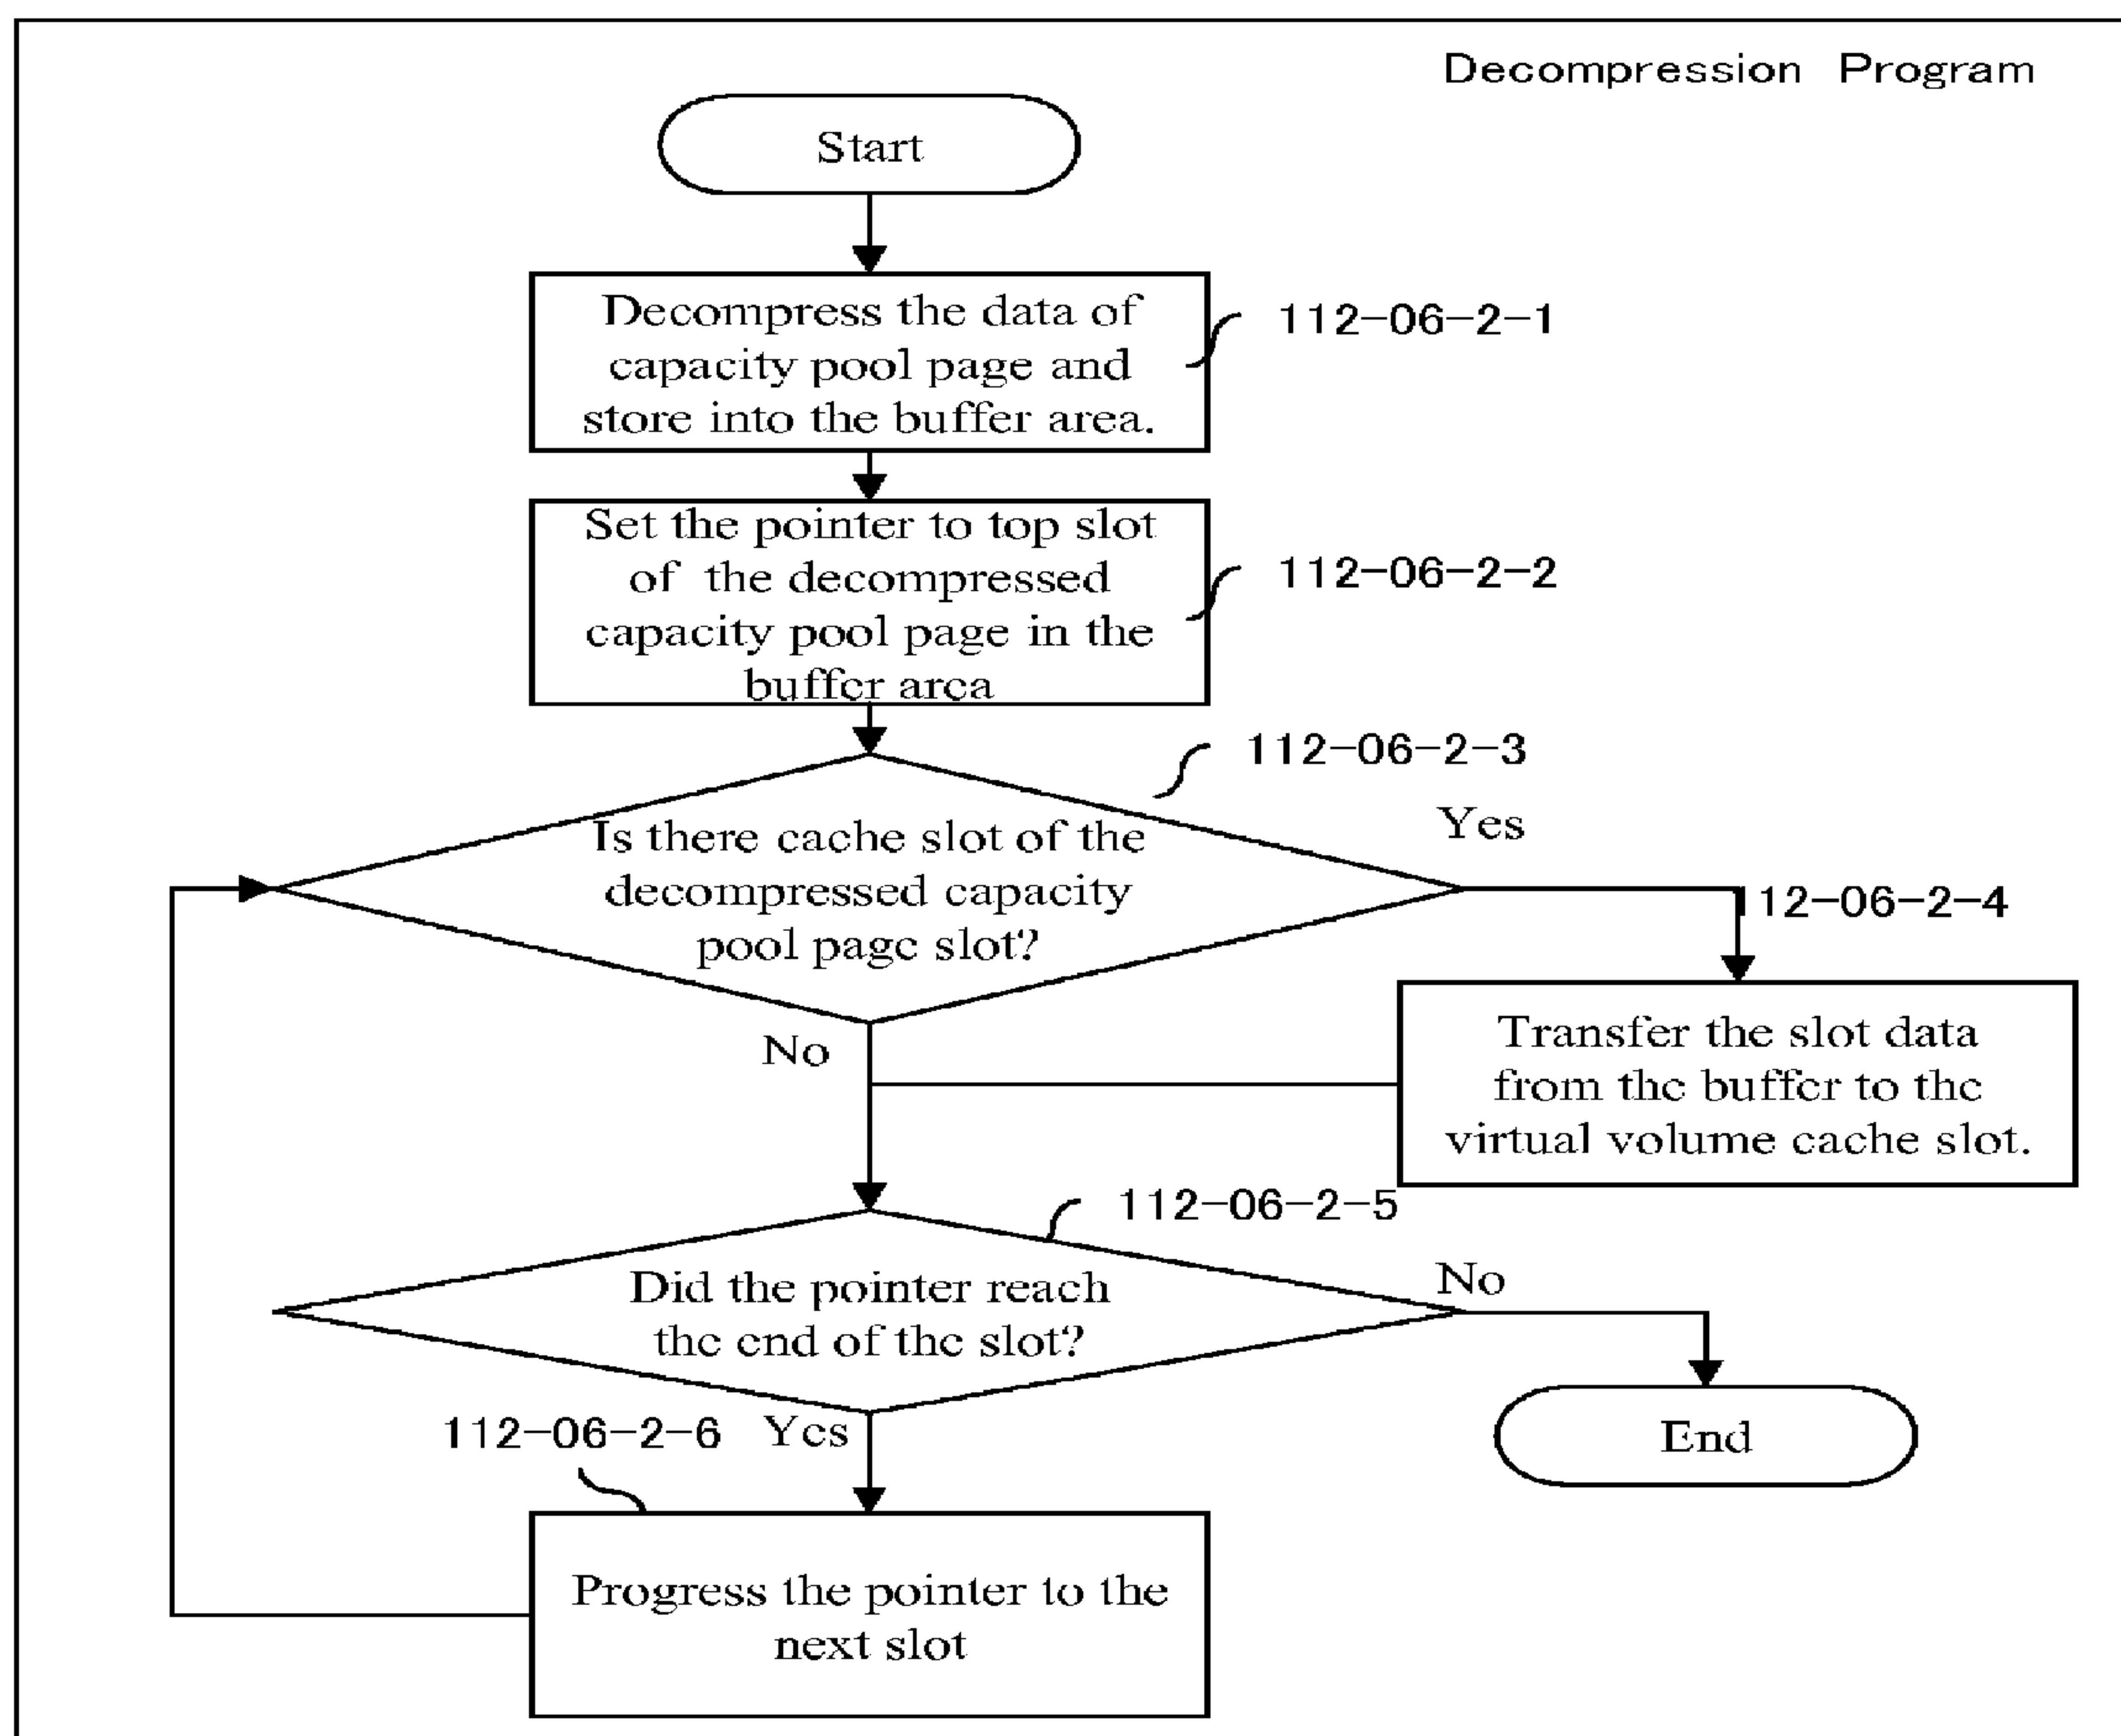 Decompression Program
Start
Decompress the data of
capacity pool page and
store into the buffer area.
112-06-2-1
Set the pointer to top slot
of the decompressed
capacity pool page in the
buffer area
112-06-2-2
112-06-2-3
Is there cache slot of the
decompressed capacity
pool page slot?
Yes
12-06-2-4
No
Transfer the slot data
from the buffer to the
virtual volume cache slot.
112-06-2-5
Did the pointer reach
the end of the slot?
No
End
112-06-2-6
Yes
Progress the pointer to the
next slot